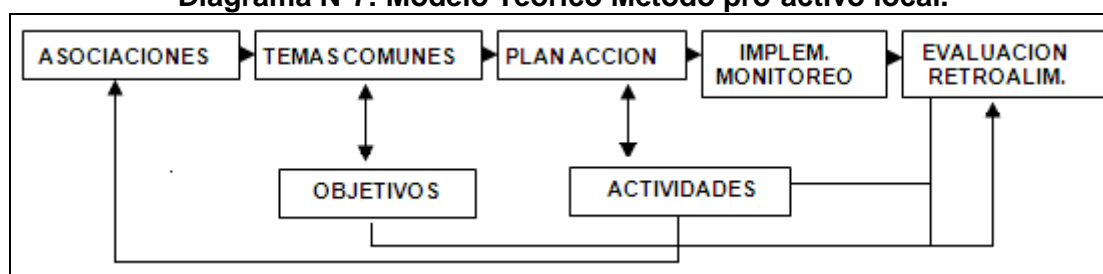 Diagrama N°7: Modelo Teórico Método pro-activo local.
ASOCIACIONES
TEMAS COMUNES
PLAN ACCION
IMPLEM.
MONITOREO
EVALUACION
RETROALIM.
OBJETIVOS
ACTIVIDADES